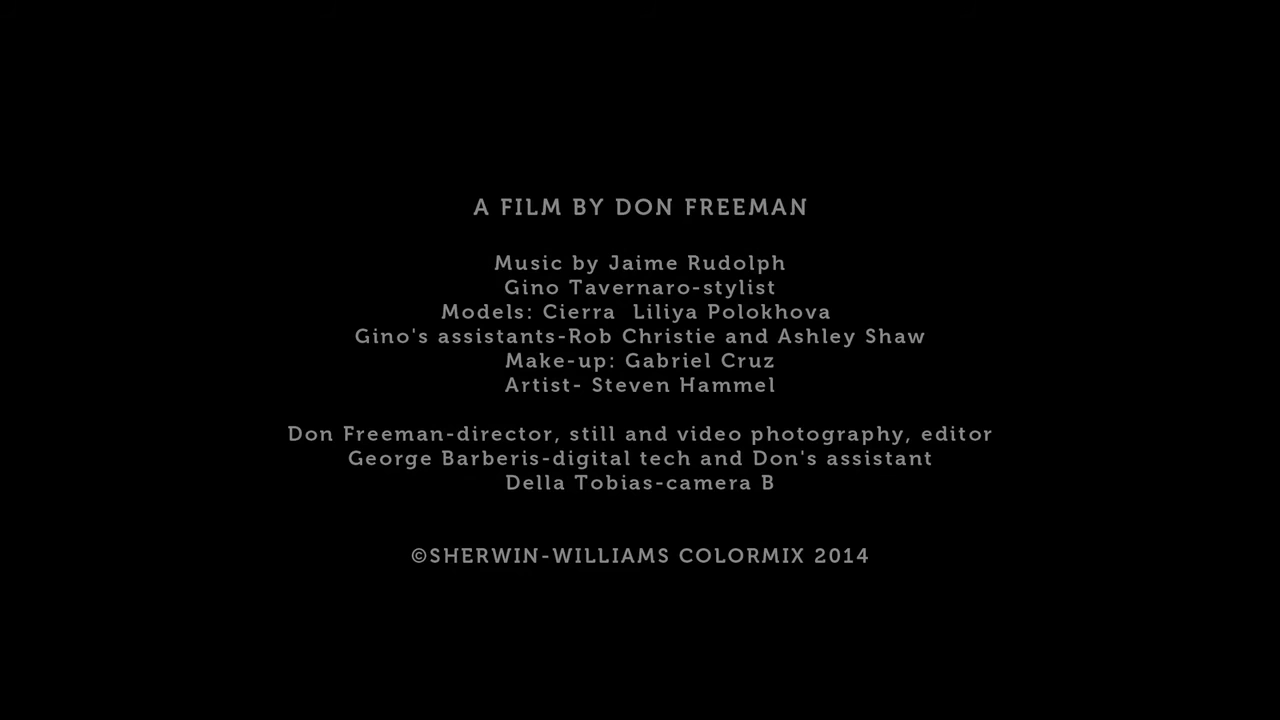 A FILM BY DON FREEMAN
Music by Jaime Rudolph
Gino Tavernaro-stylist
Models: Cierra  Liliya Polokhova
Gino's assistants-Rob Christie and Ashley Shaw
Make-up: Gabriel Cruz
Artist- Steven Hammel
Don Freeman-director, still and video photography, editor
George Barberis-digital tech and Don's assistant
Della Tobias-camera B
©SHERWIN-WILLIAMS COLORMIX 2014